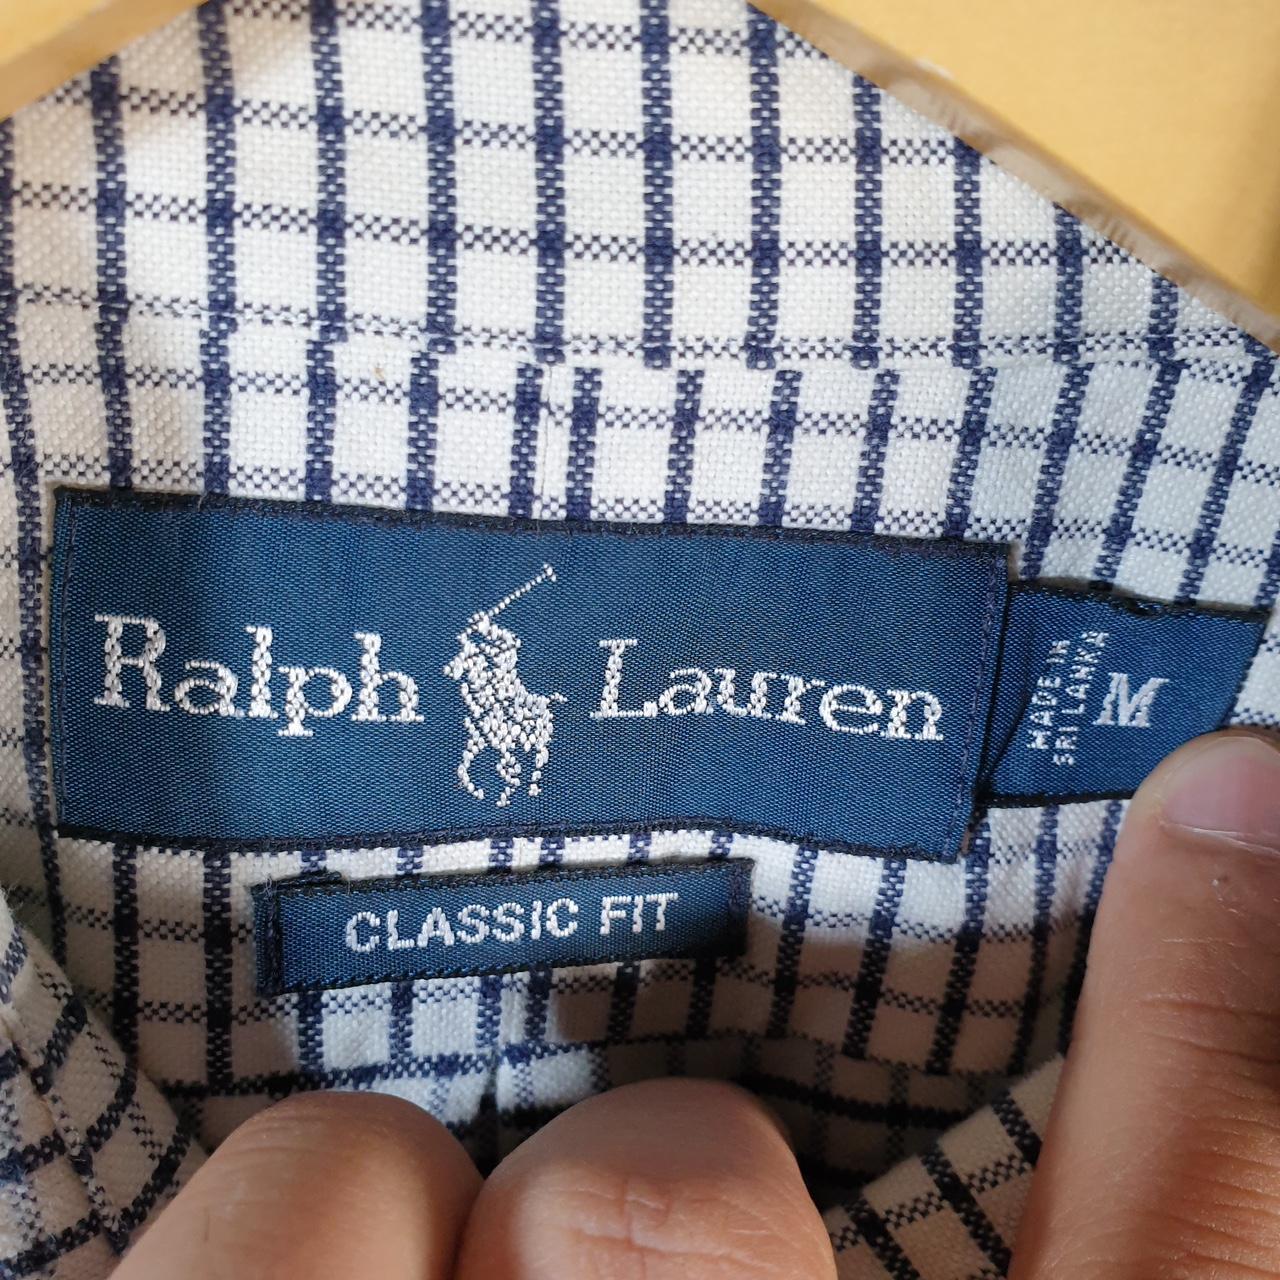 Ralph Lauren
MADE IN
SRI LANKA
M
CLASSIC FIT